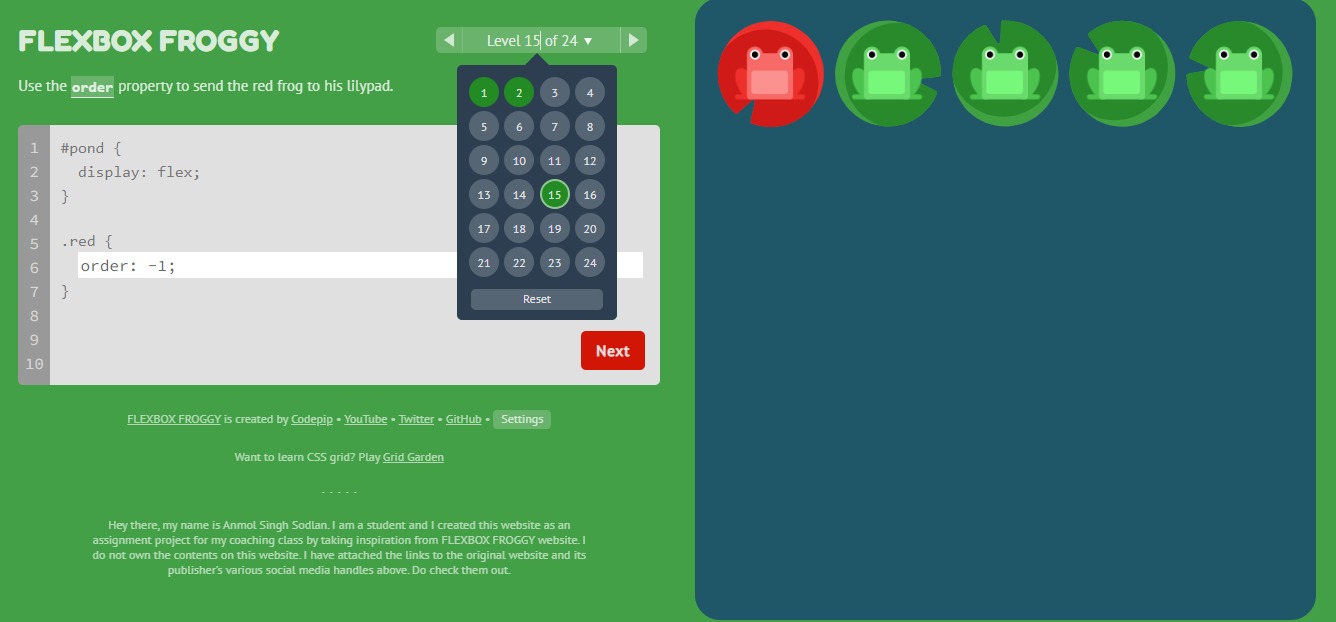 FLEXBOX FROGGY
◀ Level 15 of 24 ▼ ▶
Use the order property to send the red frog to his lilypad.
1 2 3 4
5 6 7 8
9 10 11 12
13 14 15 16
17 18 19 20
21 22 23 24
Reset
1 #pond {
2 display: flex;
3 }
4
5 .red {
6 order: -1;
7 }
8
9
10
Next
FLEXBOX FROGGY is created by Codepip • YouTube • Twitter • GitHub • Settings
Want to learn CSS grid? Play Grid Garden
- - - - -
Hey there, my name is Anmol Singh Sodlan. I am a student and I created this website as an
assignment project for my coaching class by taking inspiration from FLEXBOX FROGGY website. I
do not own the contents on this website. I have attached the links to the original website and its
publisher's various social media handles above. Do check them out.